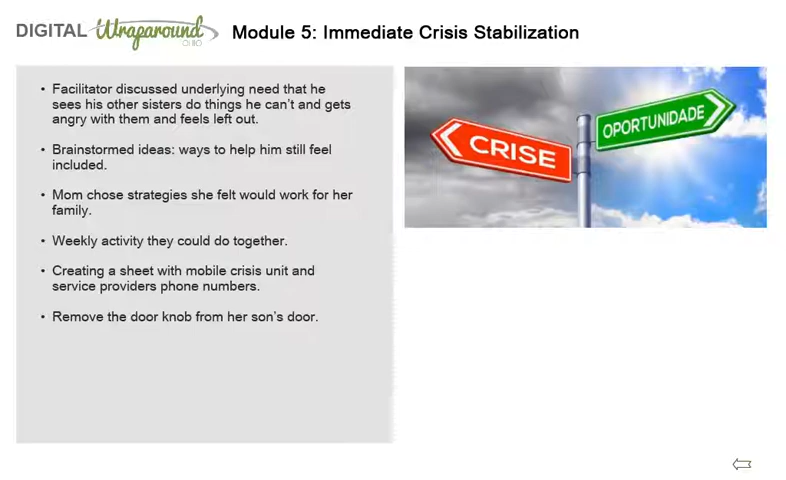 DIGITAL Wraparound
OHIO
Module 5: Immediate Crisis Stabilization
• Facilitator discussed underlying need that he
sees his other sisters do things he can't and gets
angry with them and feels left out.
• Brainstormed ideas: ways to help him still feel
included.
• Mom chose strategies she felt would work for her
family.
• Weekly activity they could do together.
• Creating a sheet with mobile crisis unit and
service providers phone numbers.
• Remove the door knob from her son's door.
CRISE
OPORTUNIDADE